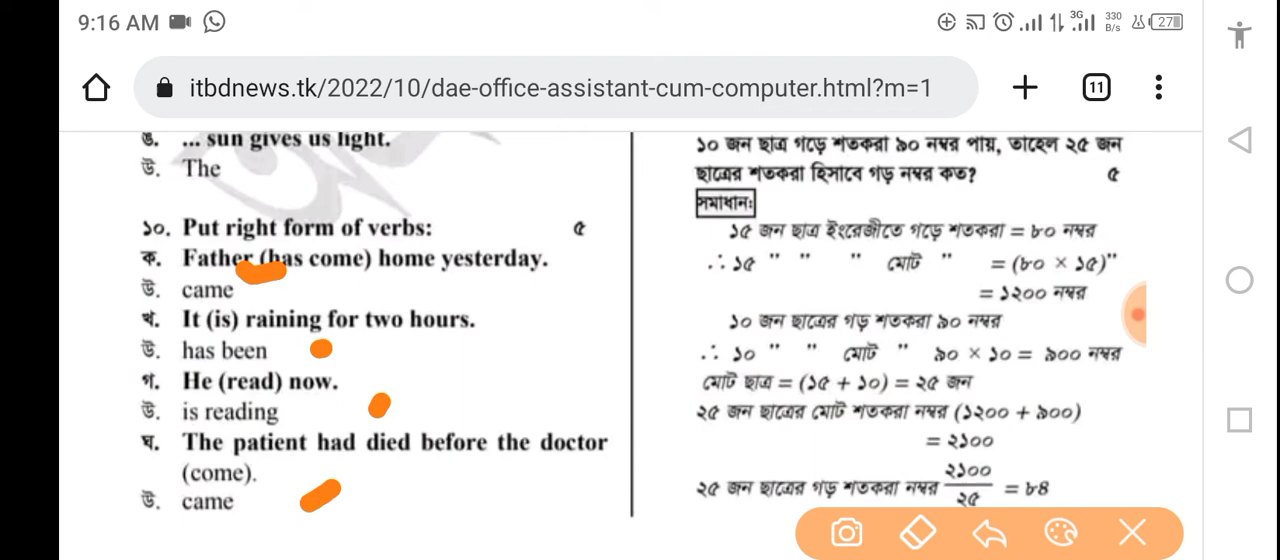 9:16 AM
3G 330 B/s 27
itbdnews.tk/2022/10/dae-office-assistant-cum-computer.html?m=1
11
ঙ. ... sun gives us light.
উ. The
১০. Put right form of verbs: ৫
ক. Father (has come) home yesterday.
উ. came
খ. It (is) raining for two hours.
উ. has been
গ. He (read) now.
উ. is reading
ঘ. The patient had died before the doctor
(come).
উ. came
১০ জন ছাত্র গড়ে শতকরা ৯০ নম্বর পায়, তাহেল ২৫ জন
ছাত্রের শতকরা হিসাবে গড় নম্বর কত? ৫
সমাধানঃ
১৫ জন ছাত্র ইংরেজীতে গড়ে শতকরা = ৮০ নম্বর
∴ ১৫ " " " মোট " = (৮০ × ১৫)"
= ১২০০ নম্বর
১০ জন ছাত্রের গড় শতকরা ৯০ নম্বর
∴ ১০ " " মোট " ৯০ × ১০ = ৯০০ নম্বর
মোট ছাত্র = (১৫ + ১০) = ২৫ জন
২৫ জন ছাত্রের মোট শতকরা নম্বর (১২০০ + ৯০০)
= ২১০০
২৫ জন ছাত্রের গড় শতকরা নম্বর ২১০০/২৫ = ৮৪